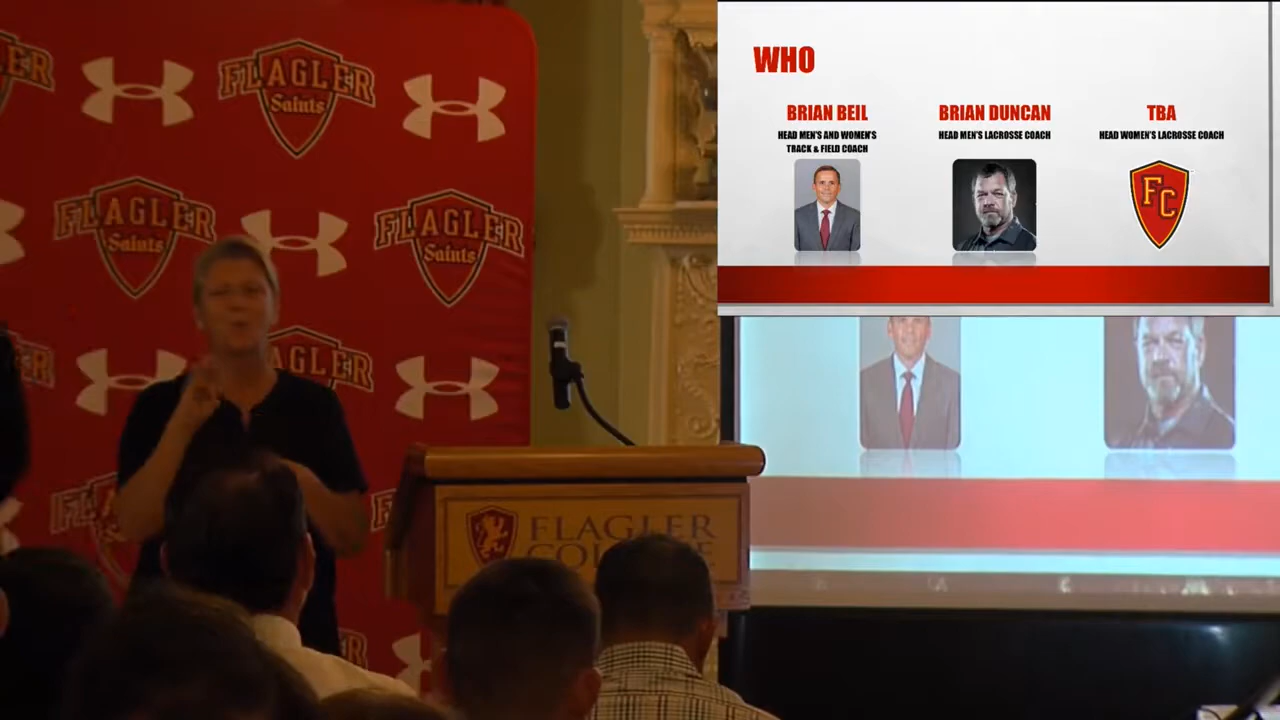 WHO
BRIAN BEIL
HEAD MEN'S AND WOMEN'S
TRACK & FIELD COACH
BRIAN DUNCAN
HEAD MEN'S LACROSSE COACH
TBA
HEAD WOMEN'S LACROSSE COACH
FC
FLAGLER
Saints
FLAGLER
Saints
FLAGLER
Saints
FLAGLER
FLAGLER
COLLEGE